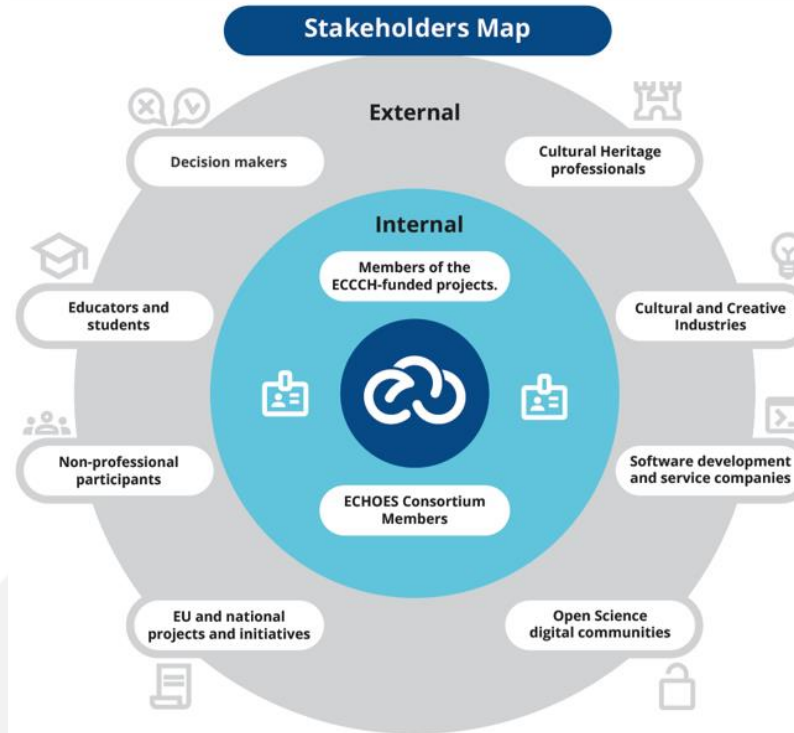 Stakeholders Map
External
Decision makers
Cultural Heritage
professionals
Internal
Members of the
ECCCH-funded projects.
Educators and
students
Cultural and Creative
Industries
Non-professional
participants
Software development
and service companies
ECHOES Consortium
Members
EU and national
projects and initiatives
Open Science
digital communities